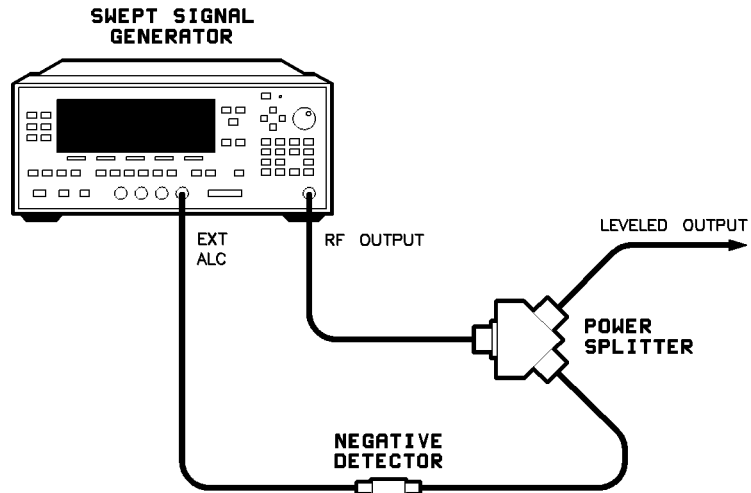 SWEPT SIGNAL
GENERATOR
EXT
ALC
RF OUTPUT
LEVELED OUTPUT
POWER
SPLITTER
NEGATIVE
DETECTOR